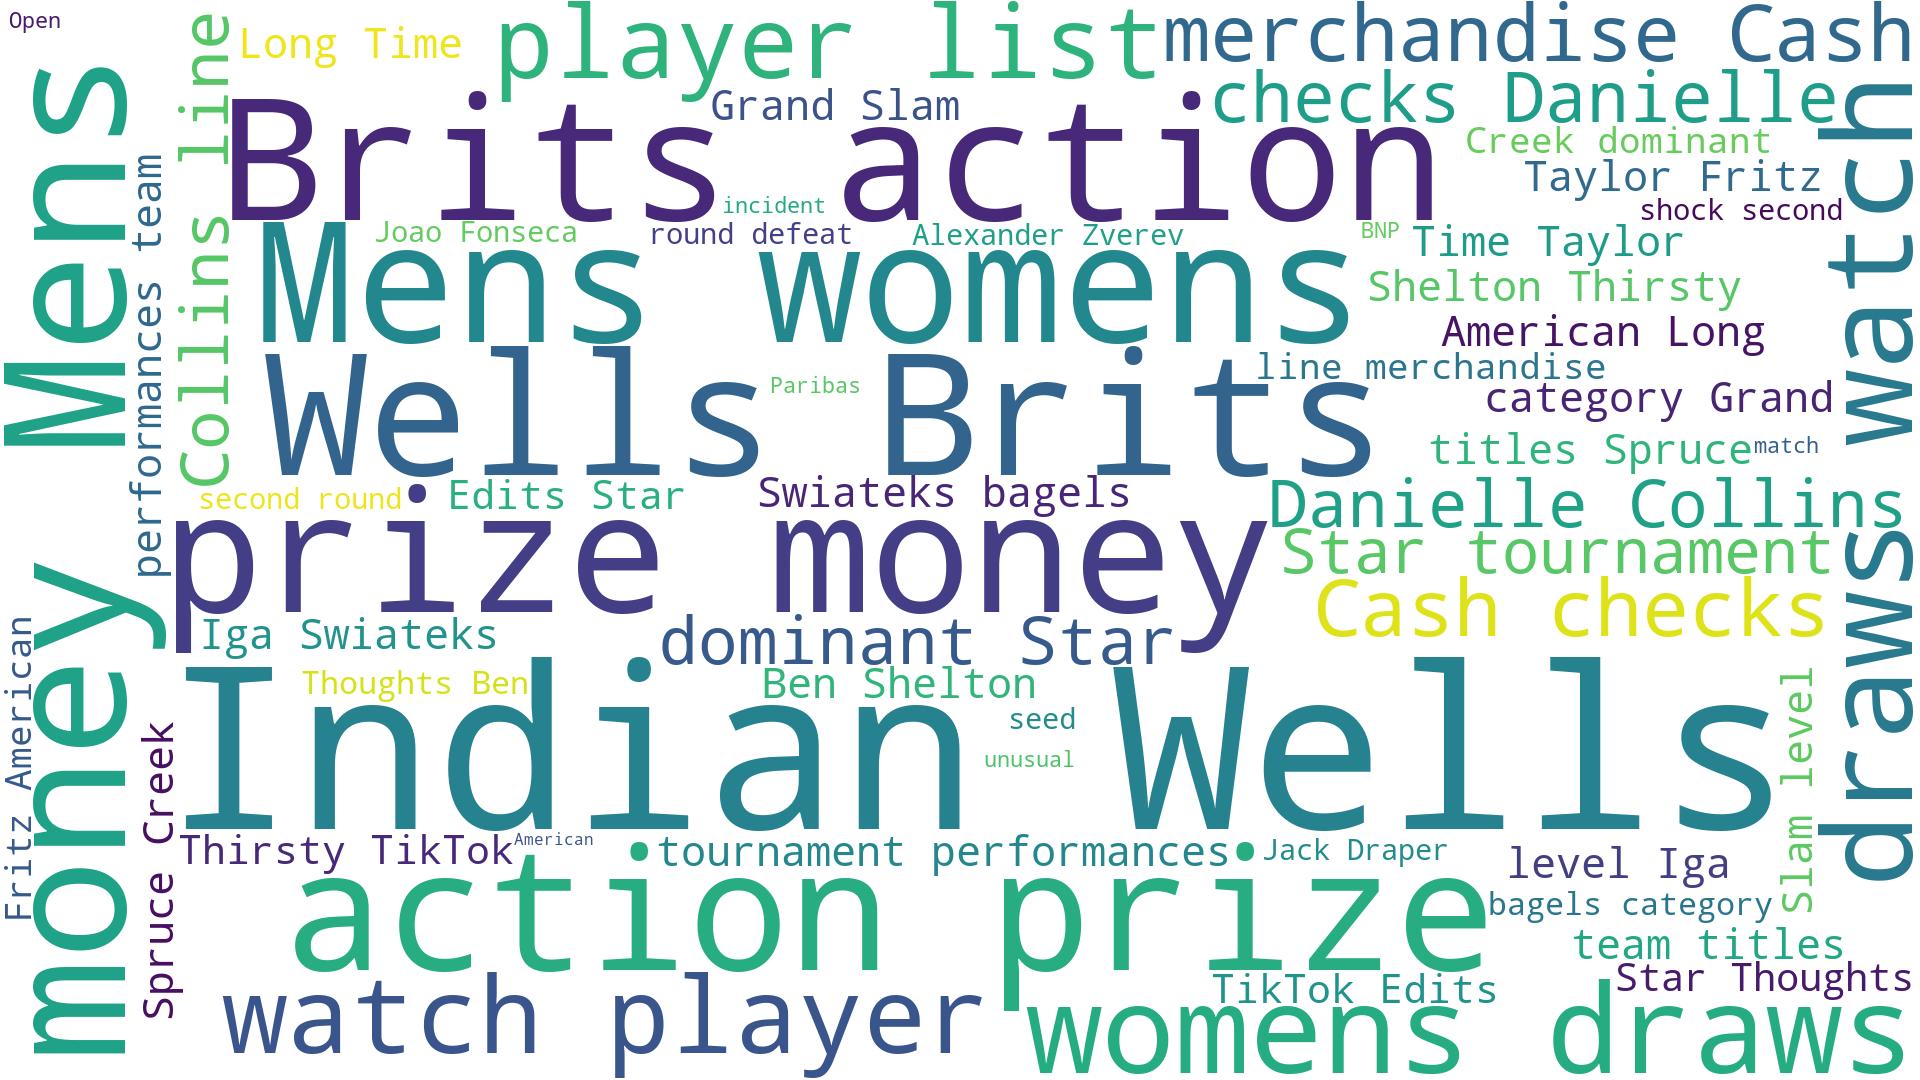 Open
Long Time
player list
merchandise Cash
Grand Slam
checks Danielle
Brits action
Creek dominant
Taylor Fritz
incident
shock second
Joao Fonseca
round defeat
Alexander Zverev
BNP
Time Taylor
Mens womens
Shelton Thirsty
American Long
line merchandise
Wells Brits
Paribas
category Grand
titles Spruce
match
second round
Edits Star
Swiateks bagels
Danielle Collins
prize money
Star tournament
Cash checks
Iga Swiateks
dominant Star
Thoughts Ben
Ben Shelton
Indian Wells
seed
unusual
Thirsty TikTok
American
tournament performances
Jack Draper
level Iga
action prize
bagels category
team titles
Star Thoughts
watch player
TikTok Edits
womens draws
money Mens
performances team
Collins line
Fritz American
Spruce Creek
Slam level
draws watch